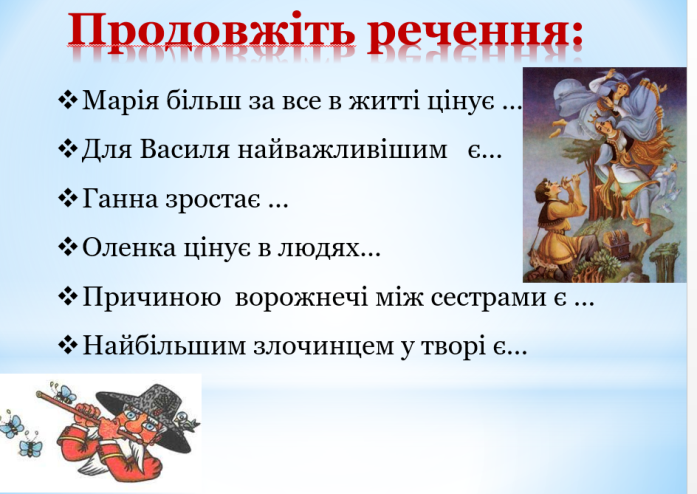 Продовжіть речення:
❖Марія більш за все в житті цінує ...
❖Для Василя найважливішим є...
❖Ганна зростає ...
❖Оленка цінує в людях...
❖Причиною ворожнечі між сестрами є ...
❖Найбільшим злочинцем у творі є...